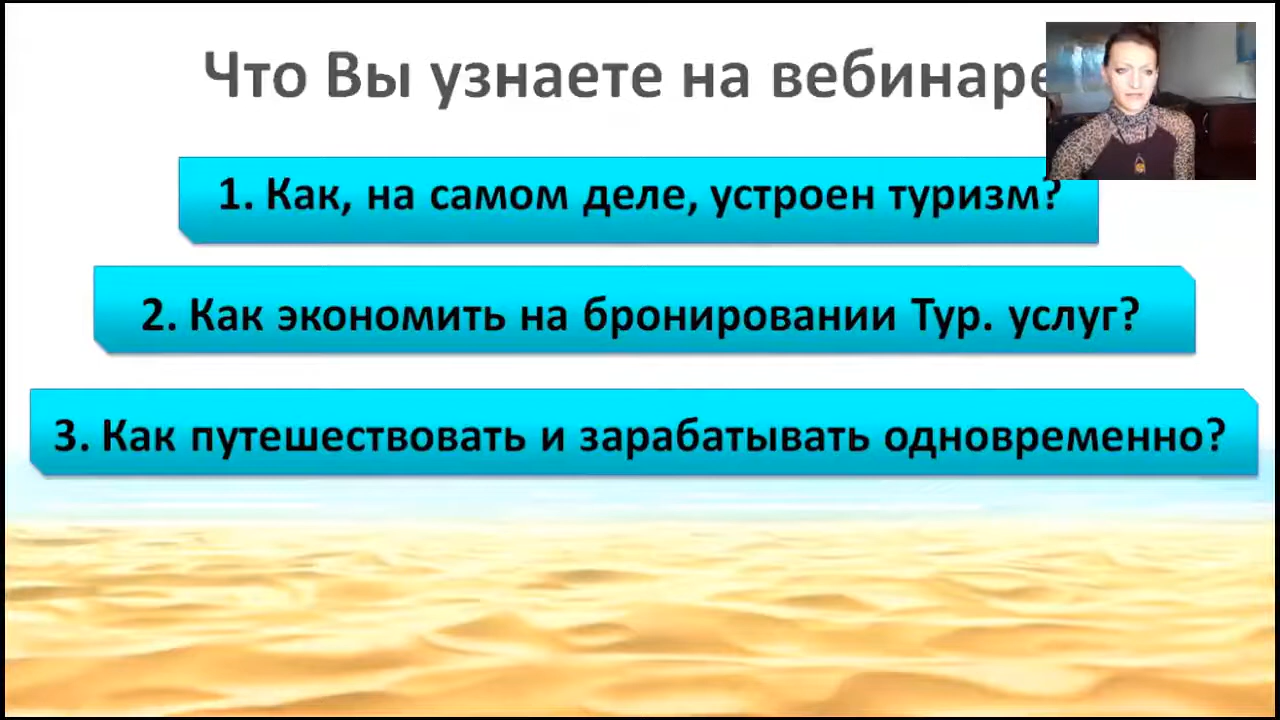 Что Вы узнаете на вебинаре
1. Как, на самом деле, устроен туризм?
2. Как экономить на бронировании Тур. услуг?
3. Как путешествовать и зарабатывать одновременно?